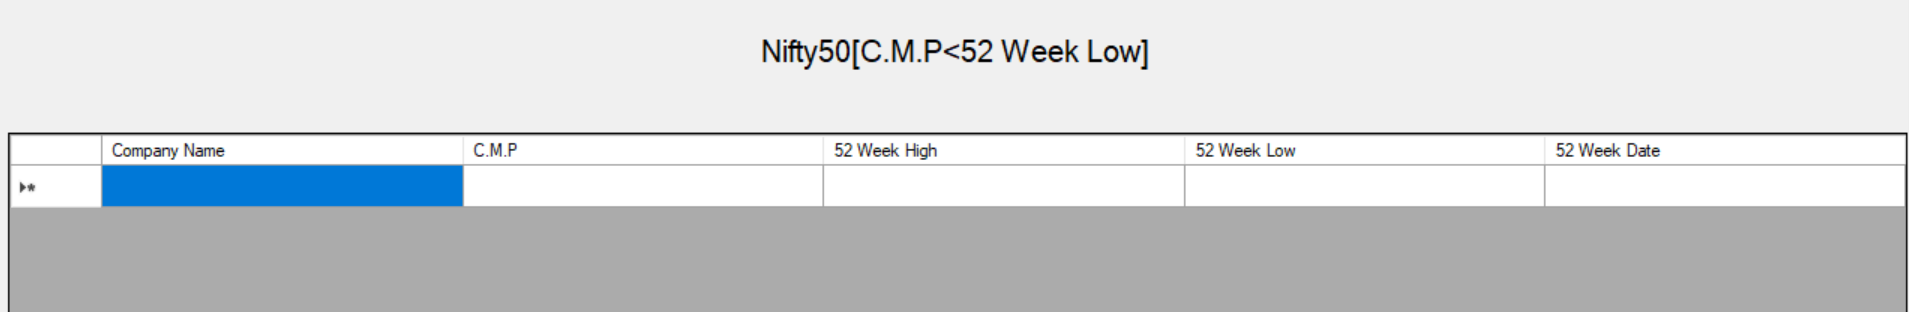 Nifty50[C.M.P<52 Week Low]
Company Name C.M.P 52 Week High 52 Week Low 52 Week Date